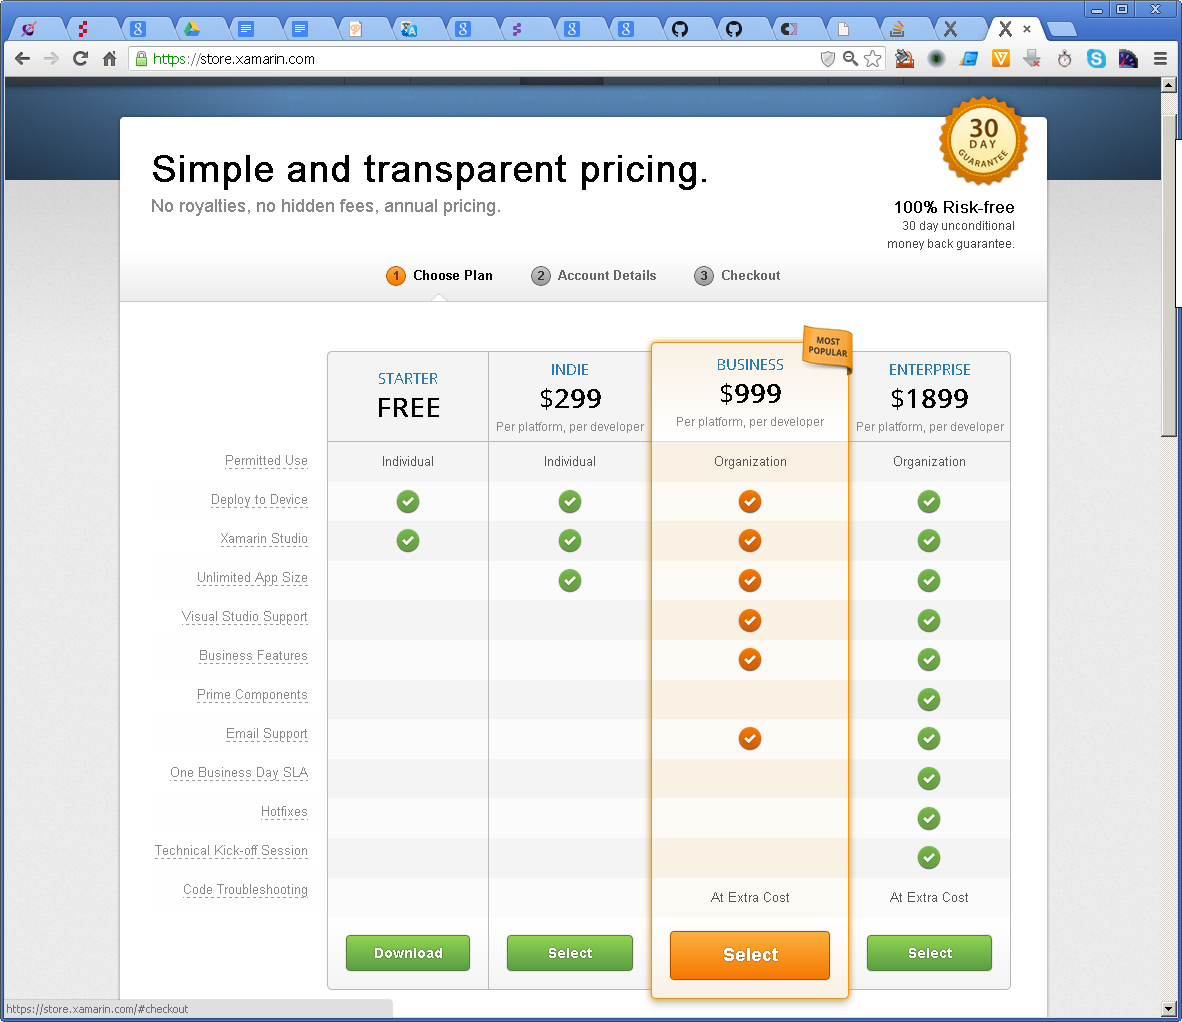 https://store.xamarin.com
30
DAY
GUARANTEE
Simple and transparent pricing.
No royalties, no hidden fees, annual pricing.
100% Risk-free
30 day unconditional
money back guarantee.
1 Choose Plan 2 Account Details 3 Checkout
MOST
POPULAR
STARTER INDIE BUSINESS ENTERPRISE
FREE $299 $999 $1899
Per platform, per developer Per platform, per developer Per platform, per developer
Permitted Use Individual Individual Organization Organization
Deploy to Device
Xamarin Studio
Unlimited App Size
Visual Studio Support
Business Features
Prime Components
Email Support
One Business Day SLA
Hotfixes
Technical Kick-off Session
Code Troubleshooting At Extra Cost At Extra Cost
Download Select Select Select
https://store.xamarin.com/#checkout